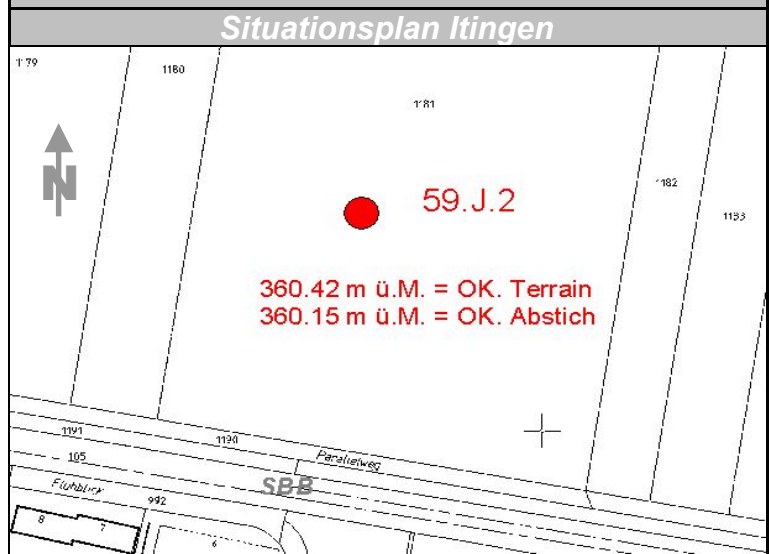 Situationsplan Itingen
1179
1180
1181
N
59.J.2
1182
1183
360.42 m ü.M. = OK. Terrain
360.15 m ü.M. = OK. Abstich
1191
1190
Parallelweg
105
SBB
Fluhblick
992
8
7
6